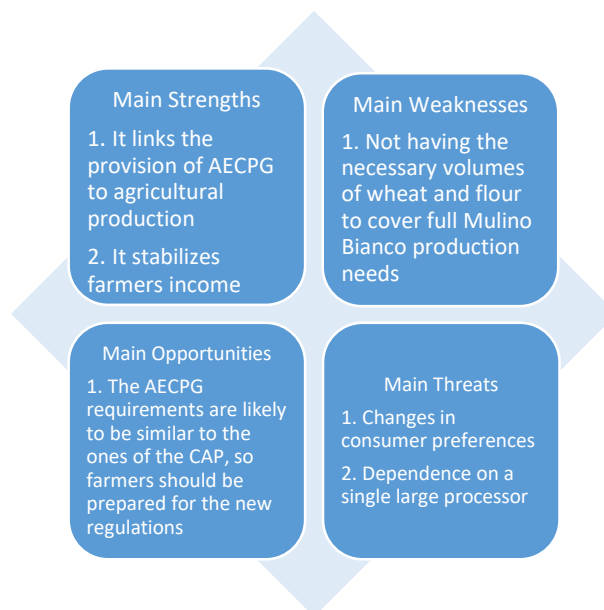 Main Strengths
1. It links the
provision of AECPG
to agricultural
production
2. It stabilizes
farmers income
Main Weaknesses
1. Not having the
necessary volumes
of wheat and flour
to cover full Mulino
Bianco production
needs
Main Opportunities
1. The AECPG
requirements are likely
to be similar to the
ones of the CAP, so
farmers should be
prepared for the new
regulations
Main Threats
1. Changes in
consumer preferences
2. Dependence on a
single large processor